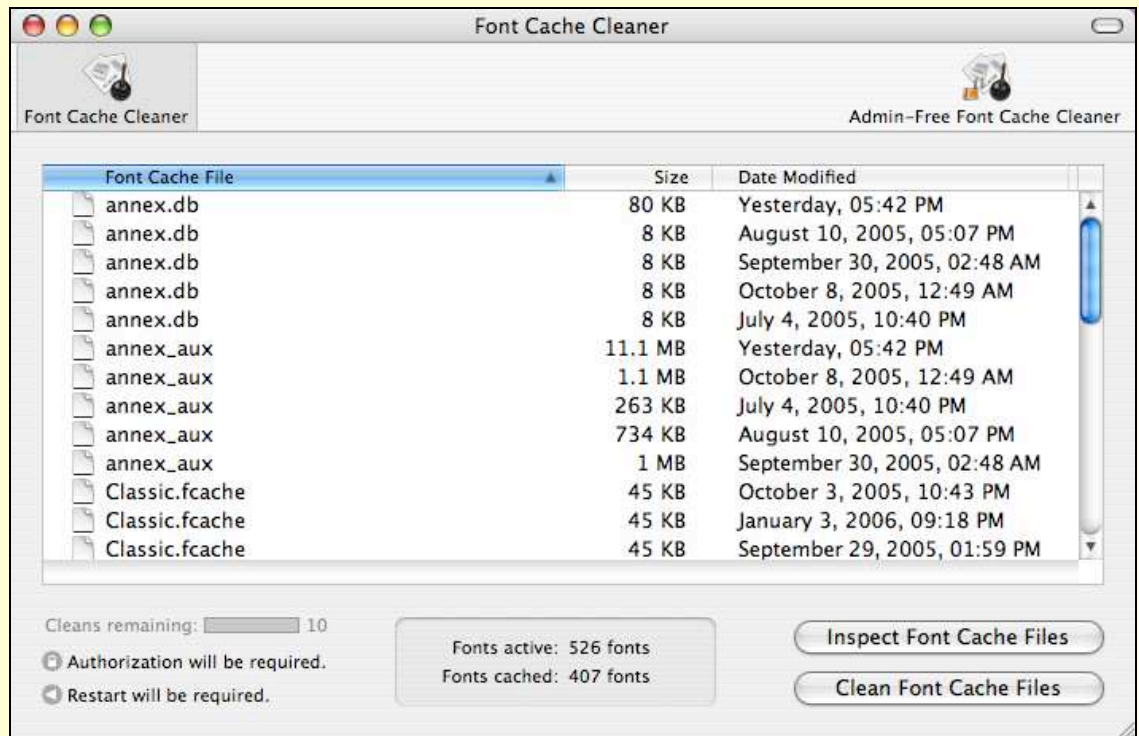 Font Cache Cleaner
Font Cache Cleaner
Admin-Free Font Cache Cleaner
Font Cache File Size Date Modified
annex.db 80 KB Yesterday, 05:42 PM
annex.db 8 KB August 10, 2005, 05:07 PM
annex.db 8 KB September 30, 2005, 02:48 AM
annex.db 8 KB October 8, 2005, 12:49 AM
annex.db 8 KB July 4, 2005, 10:40 PM
annex_aux 11.1 MB Yesterday, 05:42 PM
annex_aux 1.1 MB October 8, 2005, 12:49 AM
annex_aux 263 KB July 4, 2005, 10:40 PM
annex_aux 734 KB August 10, 2005, 05:07 PM
annex_aux 1 MB September 30, 2005, 02:48 AM
Classic.fcache 45 KB October 3, 2005, 10:43 PM
Classic.fcache 45 KB January 3, 2006, 09:18 PM
Classic.fcache 45 KB September 29, 2005, 01:59 PM
Cleans remaining: 10
Authorization will be required.
Restart will be required.
Fonts active: 526 fonts
Fonts cached: 407 fonts
Inspect Font Cache Files
Clean Font Cache Files